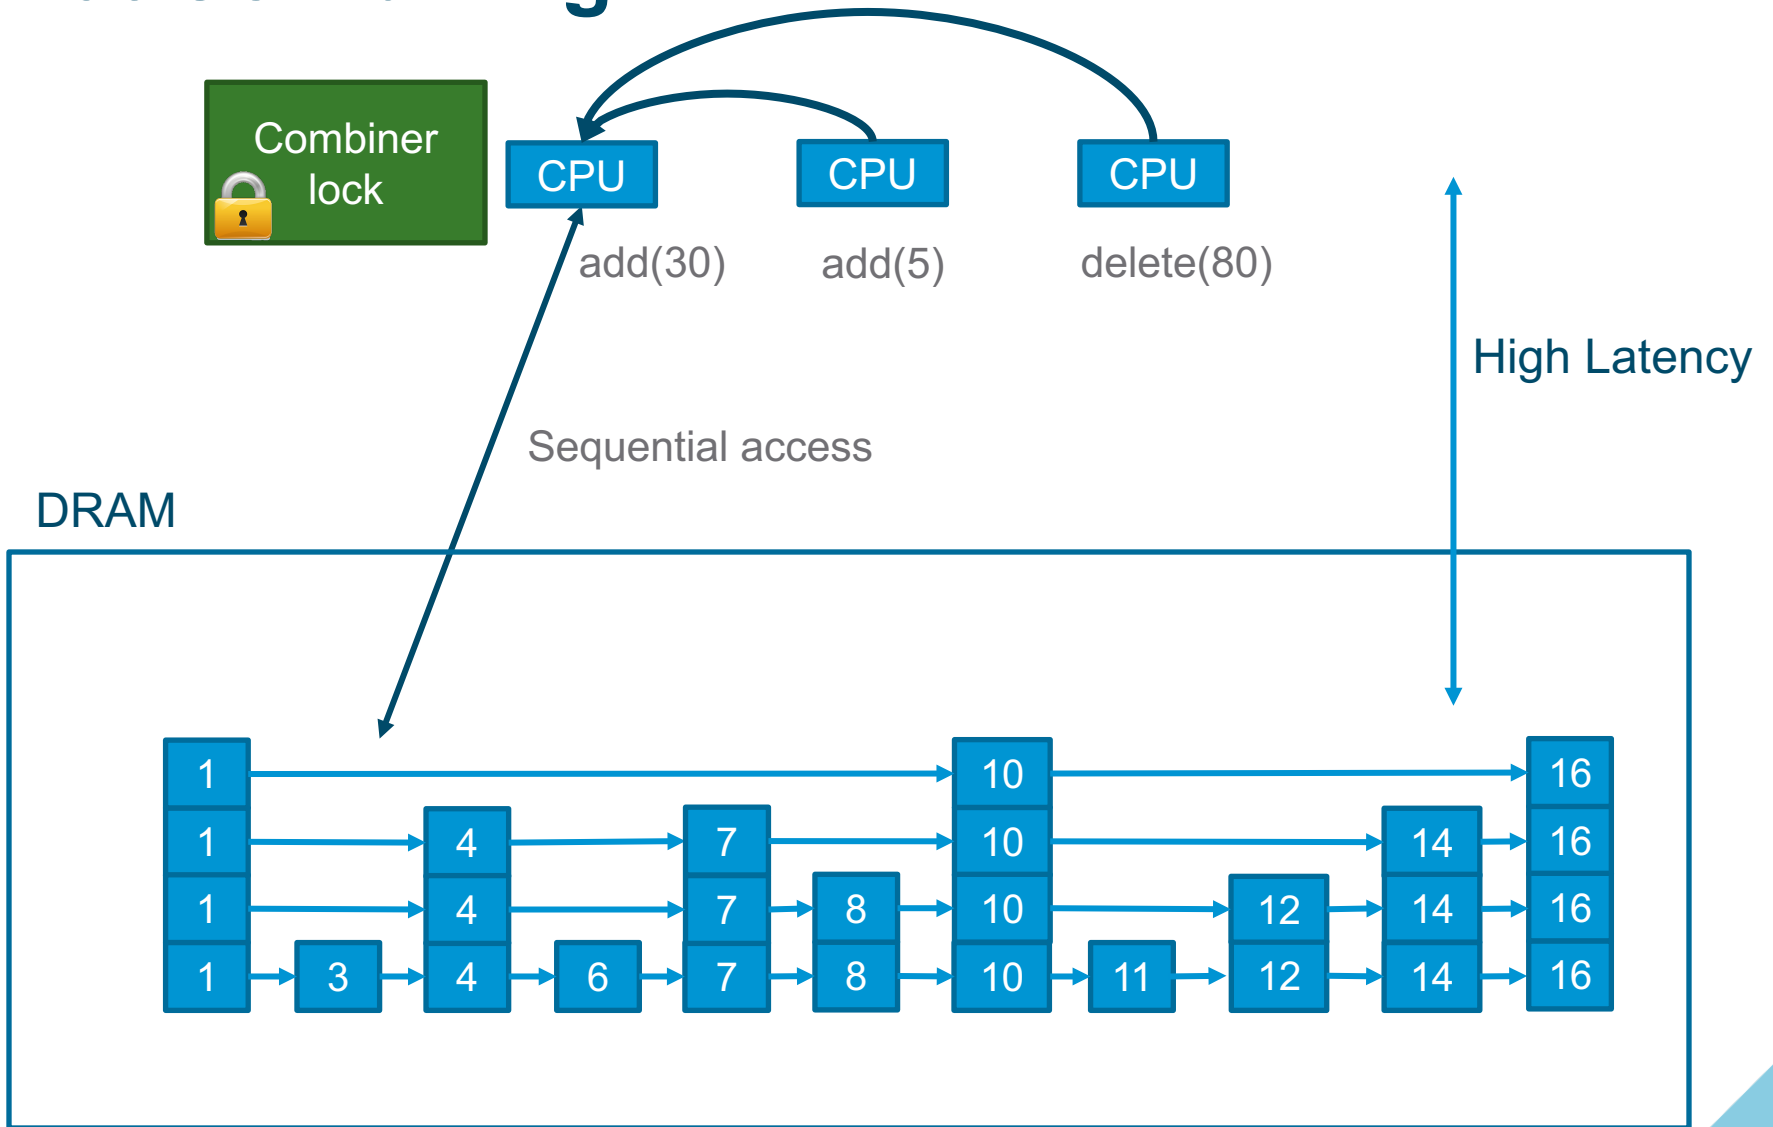 Combiner
lock
CPU
CPU
CPU
add(30)
add(5)
delete(80)
High Latency
Sequential access
DRAM
1 10 16
1 4 7 10 14 16
1 4 7 8 10 12 14 16
1 3 4 6 7 8 10 11 12 14 16